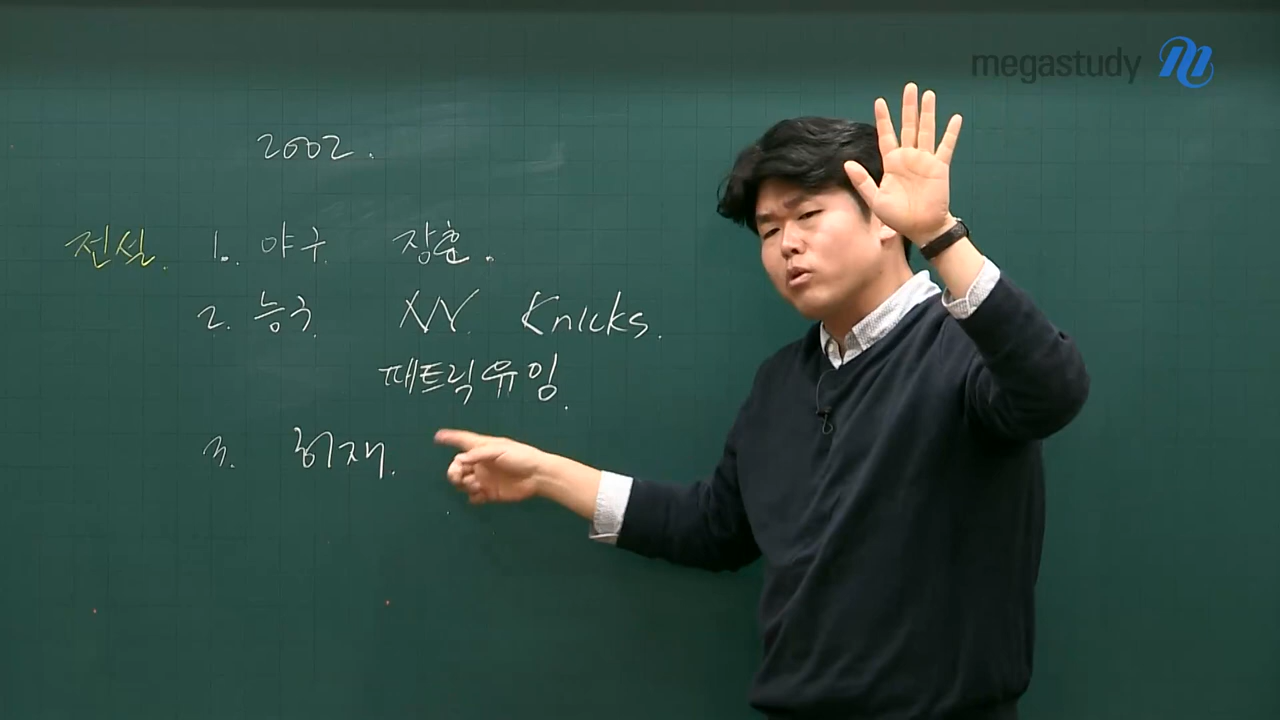 megastudy
2002.
전설. 1. 야구 장훈.
2. 농구. NY. Knicks.
패트릭유잉.
3. 허재.